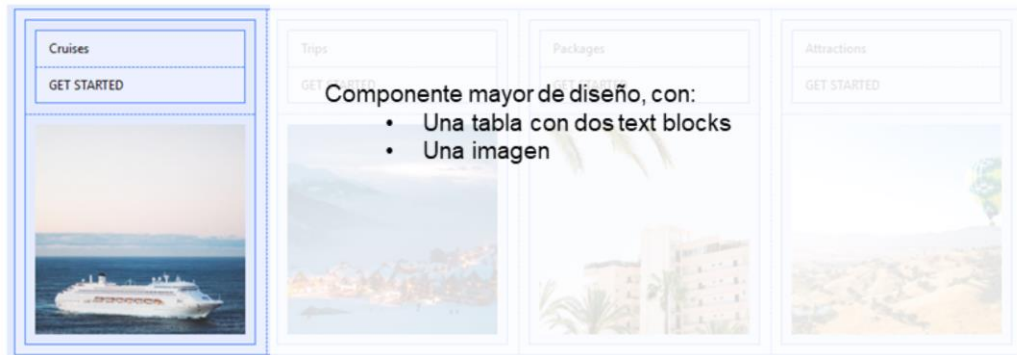 Cruises
Trips
Packages
Attractions
GET STARTED
GET STARTED
GET STARTED
GET STARTED
Componente mayor de diseño, con:
• Una tabla con dos text blocks
• Una imagen